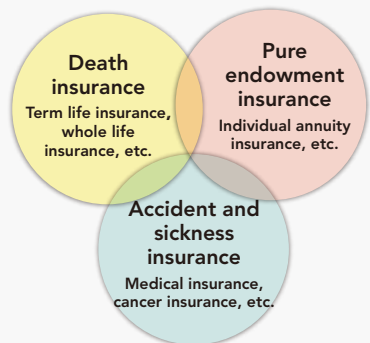 Death
insurance
Term life insurance,
whole life
insurance, etc.
Pure
endowment
insurance
Individual annuity
insurance, etc.
Accident and
sickness
insurance
Medical insurance,
cancer insurance, etc.